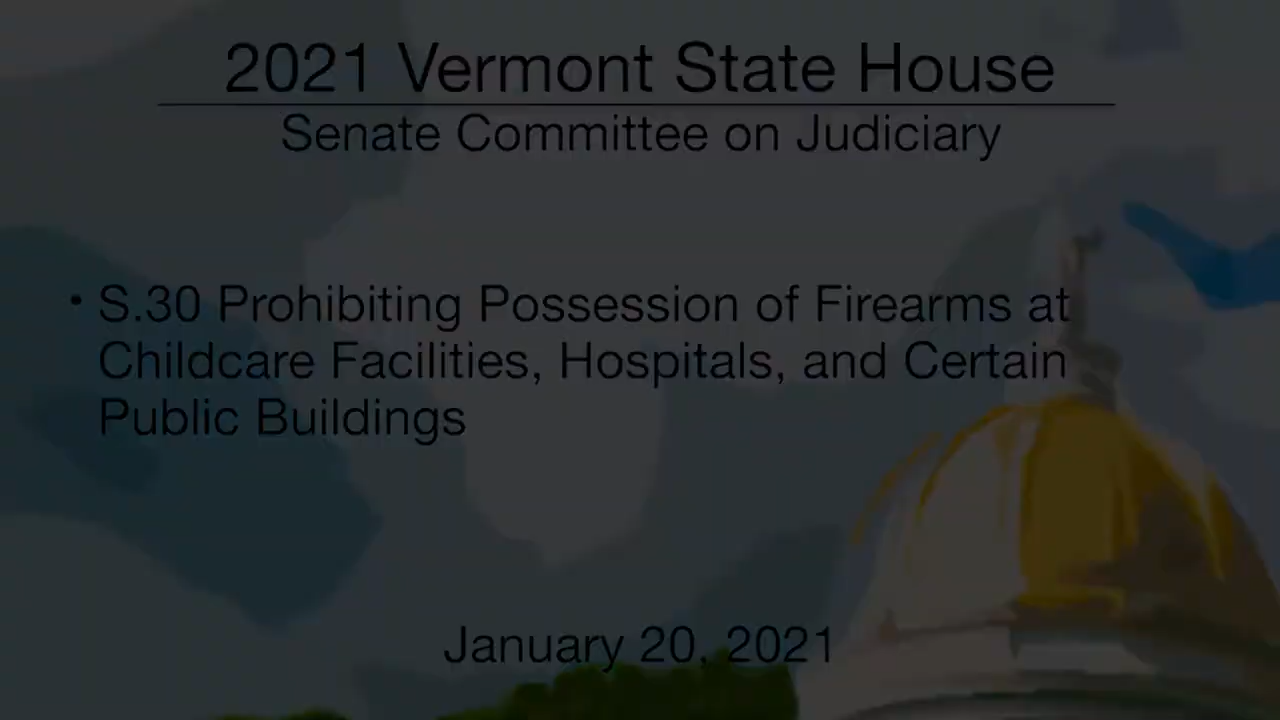 2021 Vermont State House
Senate Committee on Judiciary
• S.30 Prohibiting Possession of Firearms at
Childcare Facilities, Hospitals, and Certain
Public Buildings
January 20, 2021